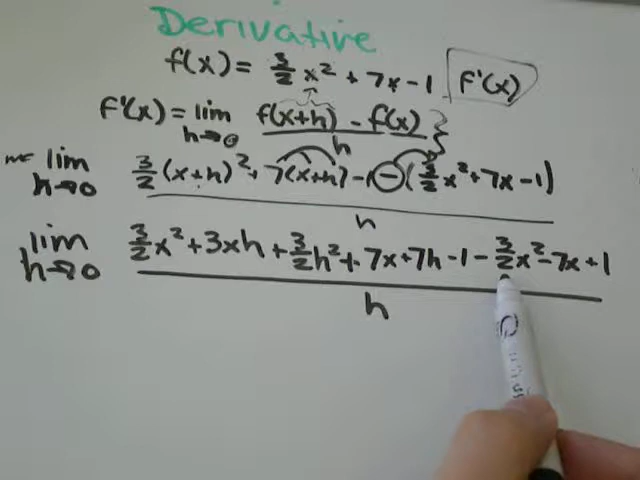 Derivative
f(x) = 3/2 x² + 7x - 1 f'(x)
f'(x) = lim h→0 f(x+h) - f(x) / h
lim h→0 3/2 (x+h)² + 7(x+h) - 1 - (3/2 x² + 7x - 1) / h
lim h→0 3/2 x² + 3xh + 3/2 h² + 7x + 7h - 1 - 3/2 x² - 7x + 1 / h